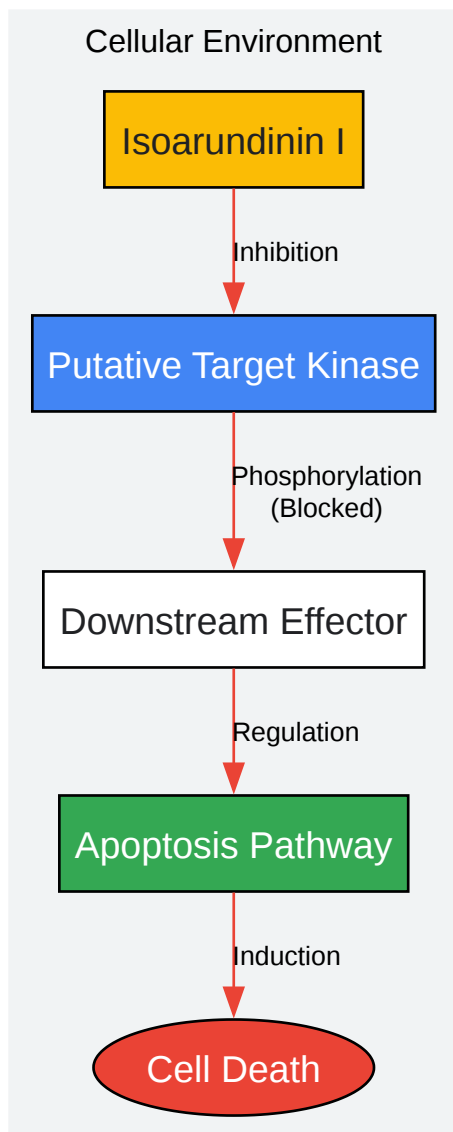 Cellular Environment
Isoarundinin I
Inhibition
Putative Target Kinase
Phosphorylation
(Blocked)
Downstream Effector
Regulation
Apoptosis Pathway
Induction
Cell Death